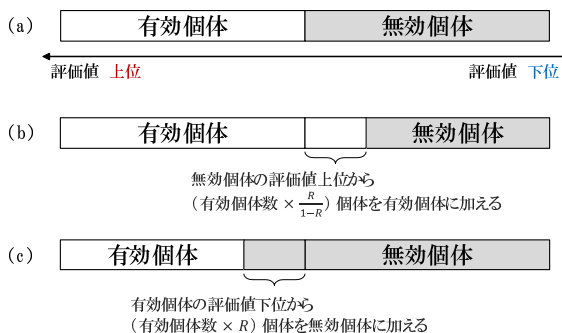 (a)
有効個体 無効個体
評価値 上位 評価値 下位
(b)
有効個体 無効個体
無効個体の評価値上位から
(有効個体数 × R/1−R) 個体を有効個体に加える
(c)
有効個体 無効個体
有効個体の評価値下位から
(有効個体数 × R) 個体を無効個体に加える